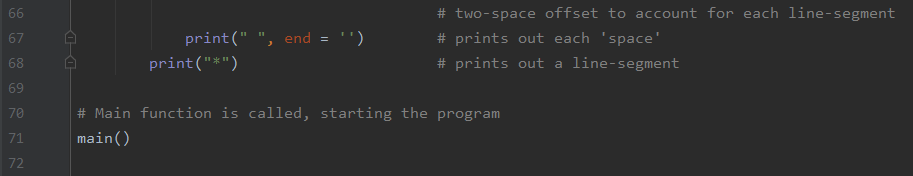 66 # two-space offset to account for each line-segment
67 print(" ", end = '') # prints out each 'space'
68 print("*") # prints out a line-segment
69
70 # Main function is called, starting the program
71 main()
72